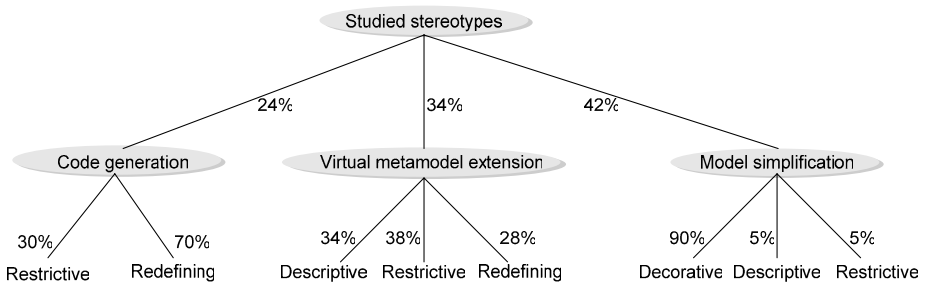 Studied stereotypes
24%
34%
42%
Code generation
Virtual metamodel extension
Model simplification
30%
70%
34%
38%
28%
90%
5%
5%
Restrictive
Redefining
Descriptive
Restrictive
Redefining
Decorative
Descriptive
Restrictive